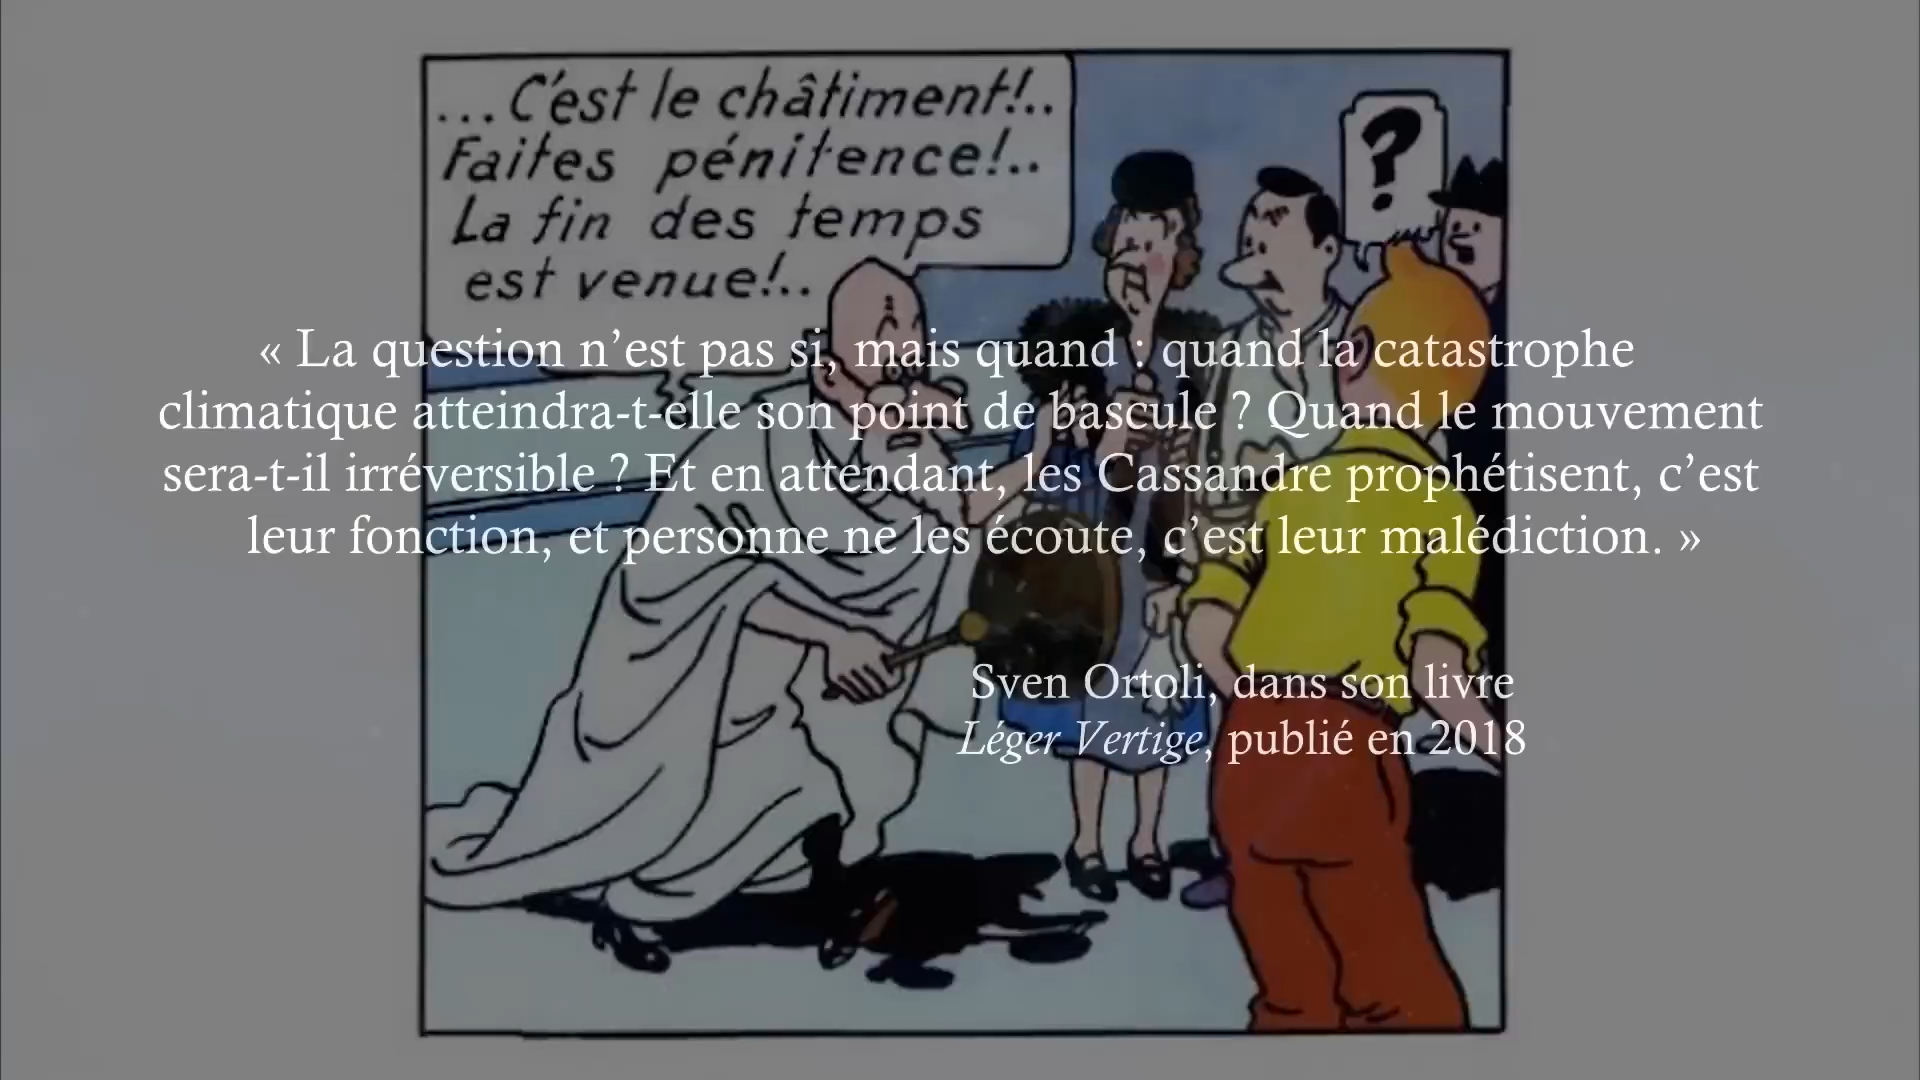 ...C'est le châtiment!..
Faites pénitence!..
La fin des temps
est venue!..
?
« La question n’est pas si, mais quand : quand la catastrophe
climatique atteindra-t-elle son point de bascule ? Quand le mouvement
sera-t-il irréversible ? Et en attendant, les Cassandre prophétisent, c’est
leur fonction, et personne ne les écoute, c’est leur malédiction. »
Sven Ortoli, dans son livre
Léger Vertige, publié en 2018